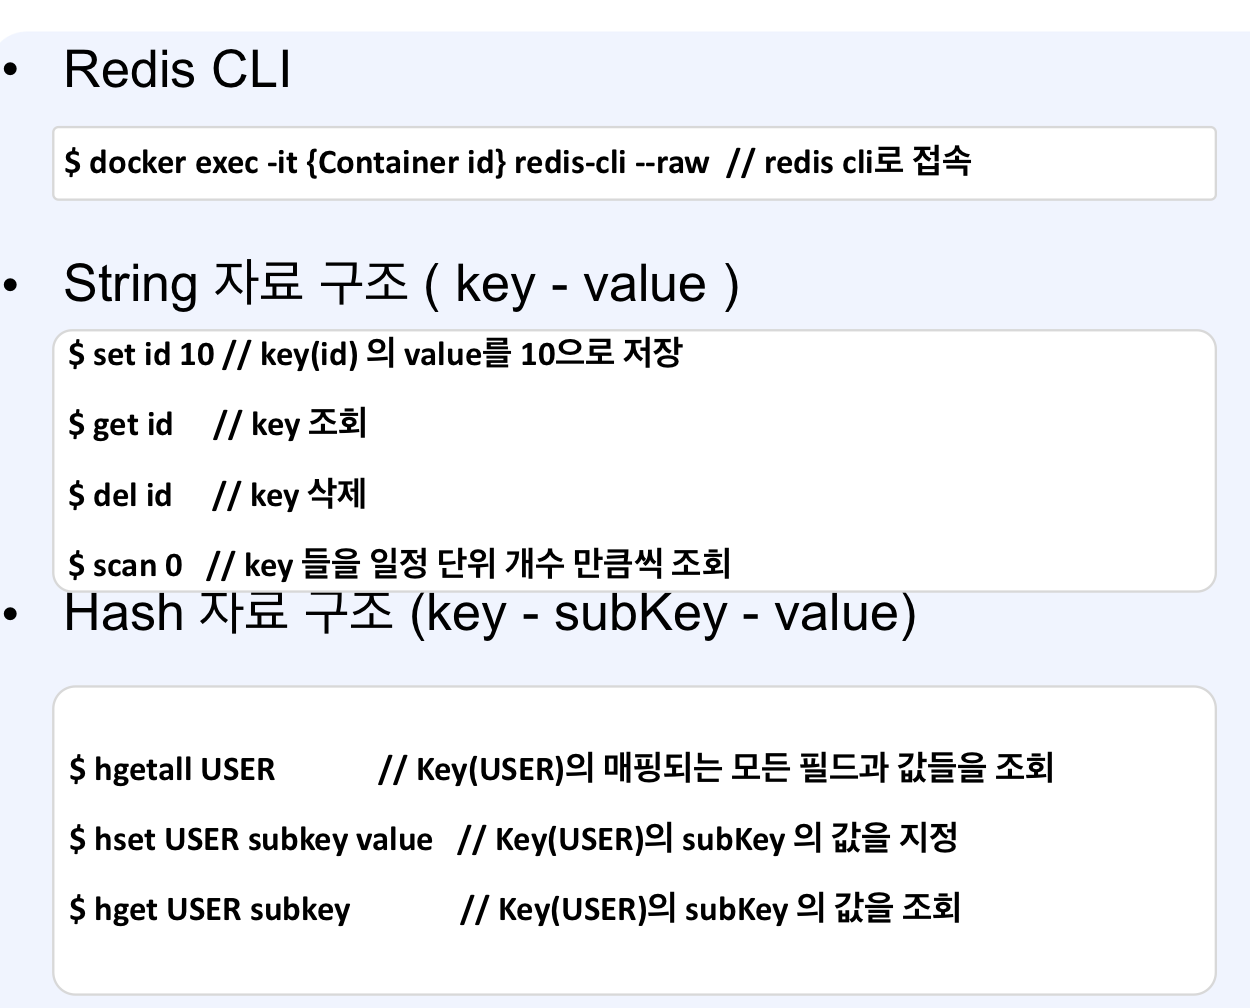 • Redis CLI
$ docker exec -it {Container id} redis-cli --raw // redis cli로 접속
• String 자료 구조 ( key - value )
$ set id 10 // key(id) 의 value를 10으로 저장
$ get id // key 조회
$ del id // key 삭제
$ scan 0 // key 들을 일정 단위 개수 만큼씩 조회
• Hash 자료 구조 (key - subKey - value)
$ hgetall USER // Key(USER)의 매핑되는 모든 필드과 값들을 조회
$ hset USER subkey value // Key(USER)의 subKey 의 값을 지정
$ hget USER subkey // Key(USER)의 subKey 의 값을 조회